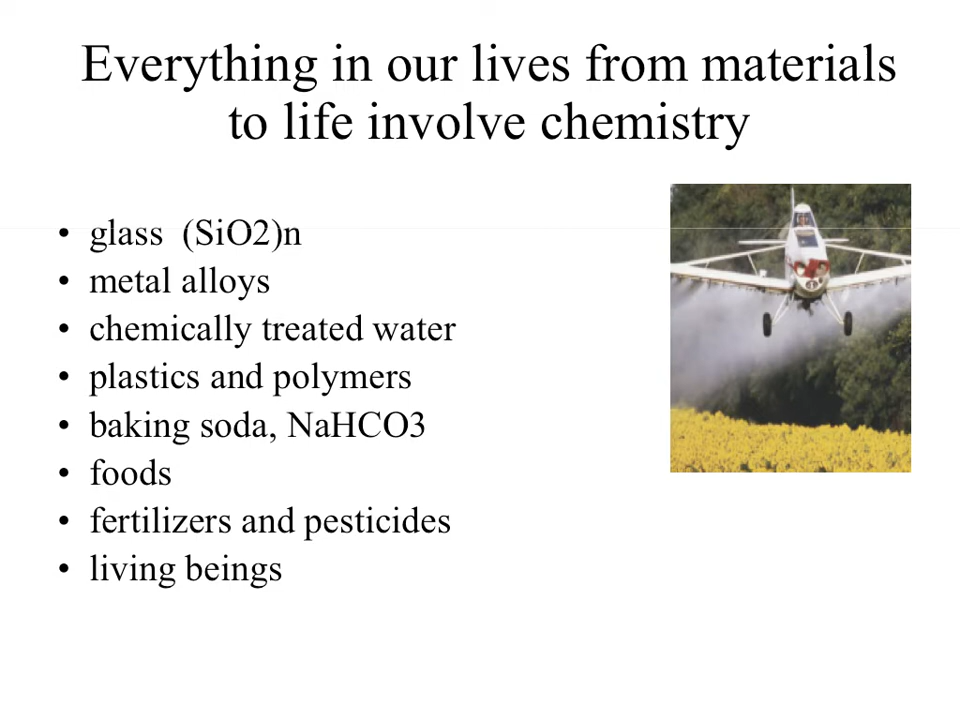 Everything in our lives from materials
to life involve chemistry
• glass (SiO2)n
• metal alloys
• chemically treated water
• plastics and polymers
• baking soda, NaHCO3
• foods
• fertilizers and pesticides
• living beings